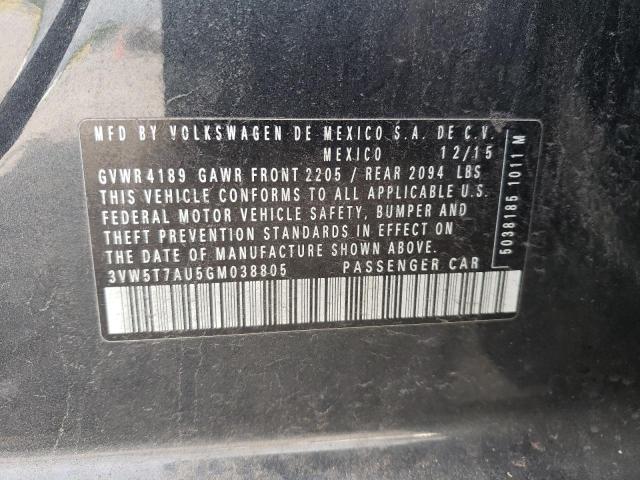 MFD BY VOLKSWAGEN DE MEXICO S.A. DE C.V.
MEXICO 12/15
GVWR 4189 GAWR FRONT 2205 / REAR 2094 LBS
THIS VEHICLE CONFORMS TO ALL APPLICABLE U.S.
FEDERAL MOTOR VEHICLE SAFETY, BUMPER AND
THEFT PREVENTION STANDARDS IN EFFECT ON
THE DATE OF MANUFACTURE SHOWN ABOVE.
3VW5T7AU5GM038805 PASSENGER CAR
5038185 1011 M